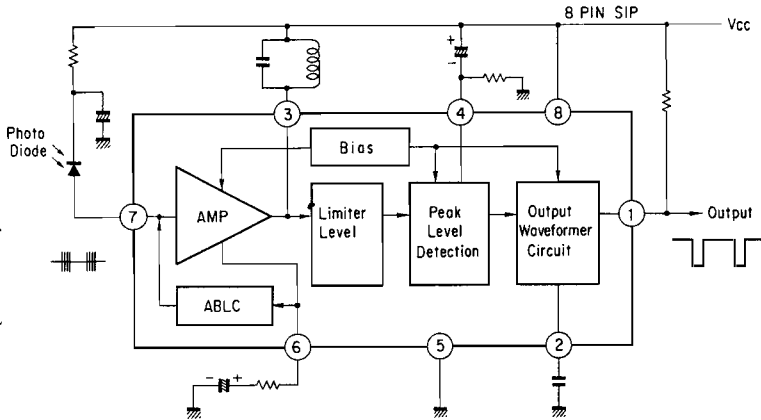 8 PIN SIP
Vcc
+
-
3
4
8
Photo
Diode
Bias
7
AMP
Limiter
Level
Peak
Level
Detection
Output
Waveformer
Circuit
1
Output
ABLC
6
5
2
- +